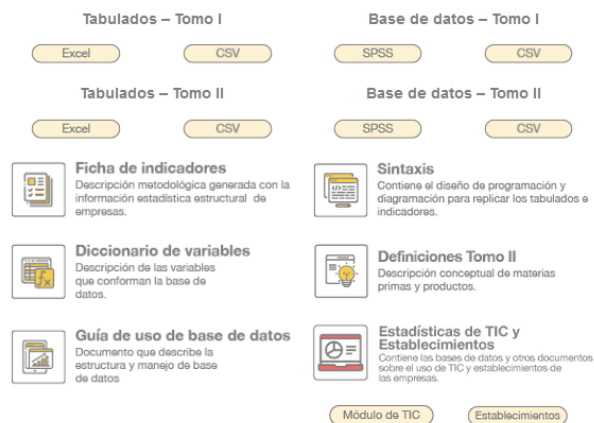 Tabulados – Tomo I
Base de datos – Tomo I
Excel
CSV
SPSS
CSV
Tabulados – Tomo II
Base de datos – Tomo II
Excel
CSV
SPSS
CSV
Ficha de indicadores
Descripción metodológica generada con la
información estadística estructural de
empresas.
Sintaxis
Contiene el diseño de programación y
diagramación para replicar los tabulados e
indicadores.
Diccionario de variables
Descripción de las variables
que conforman la base de
datos.
Definiciones Tomo II
Descripción conceptual de materias
primas y productos.
Guía de uso de base de datos
Documento que describe la
estructura y manejo de base
de datos
Estadísticas de TIC y
Establecimientos
Contiene las bases de datos y otros documentos
sobre el uso de TIC y establecimientos de
las empresas.
Módulo de TIC
Establecimientos